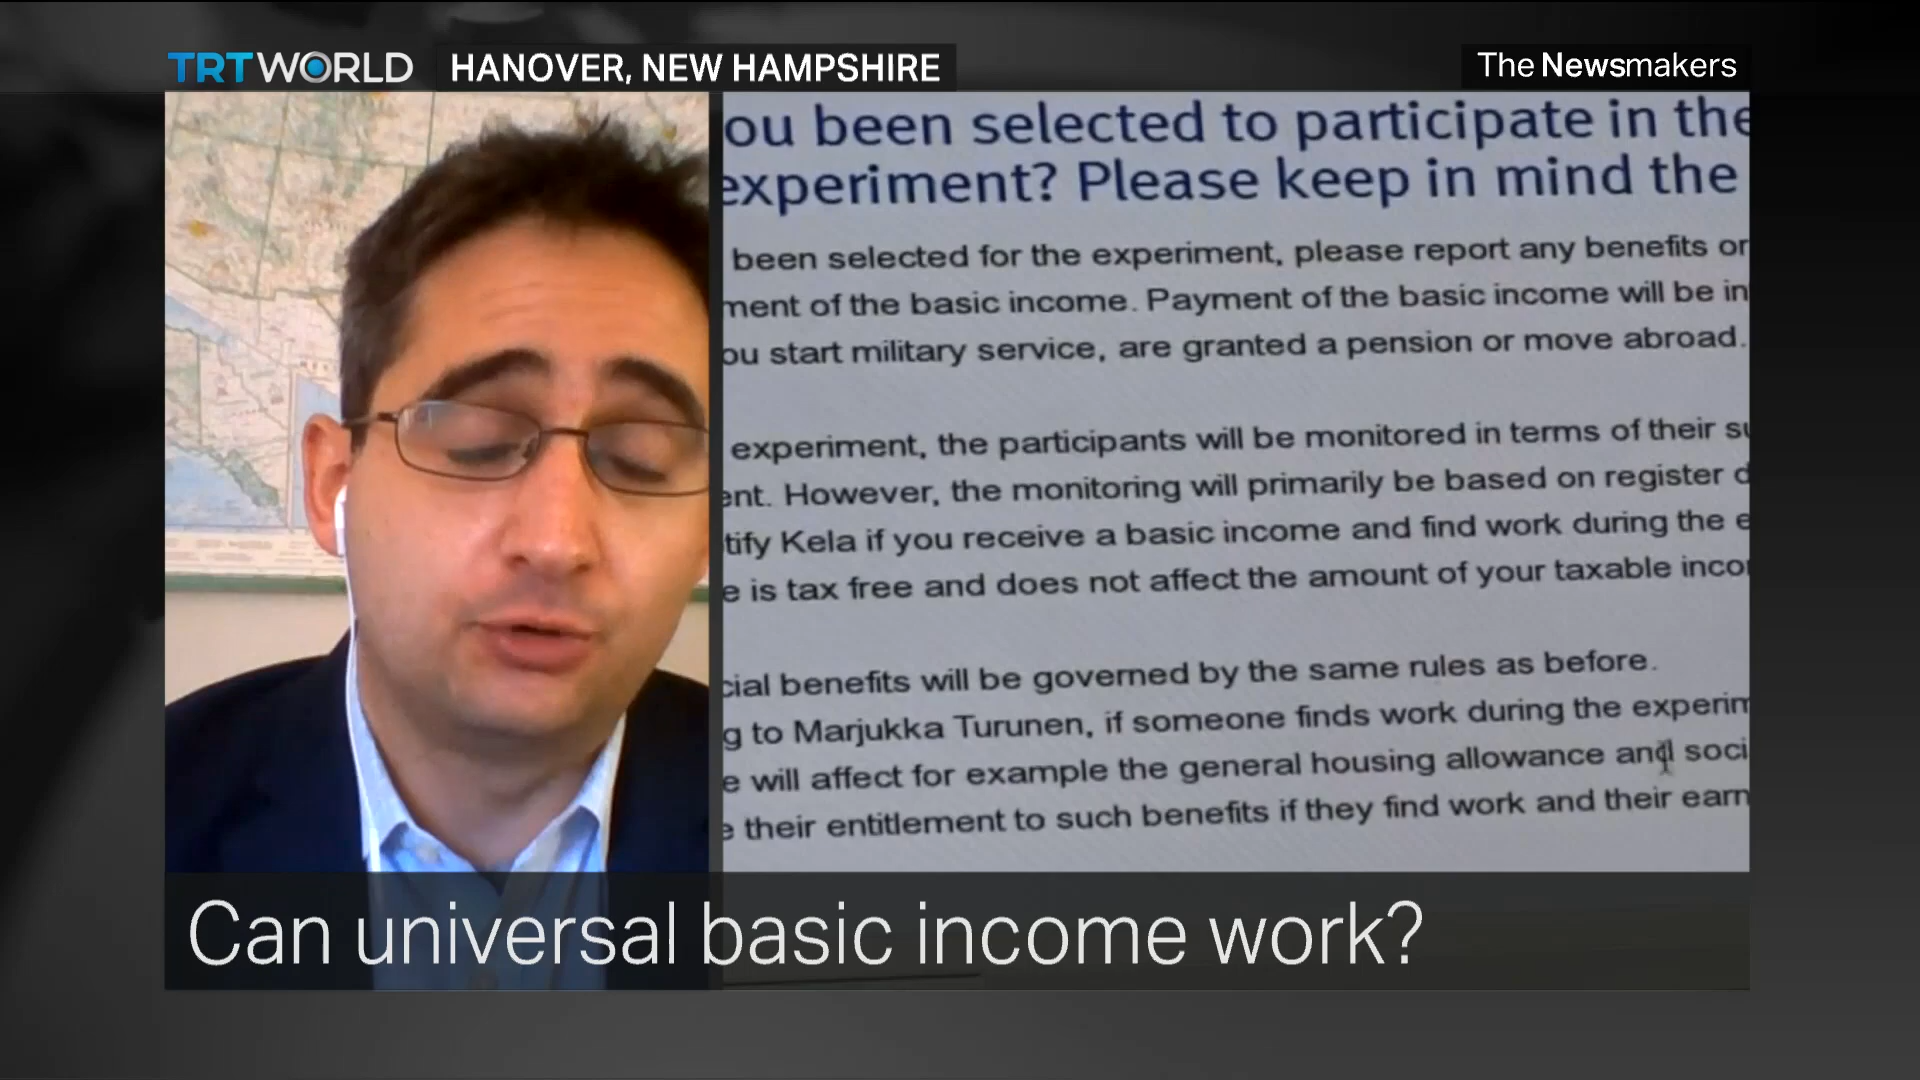 TRT WORLD
HANOVER, NEW HAMPSHIRE
The Newsmakers
ou been selected to participate in the
experiment? Please keep in mind the
been selected for the experiment, please report any benefits or
ment of the basic income. Payment of the basic income will be in
ou start military service, are granted a pension or move abroad.
experiment, the participants will be monitored in terms of their su
ent. However, the monitoring will primarily be based on register d
tify Kela if you receive a basic income and find work during the e
e is tax free and does not affect the amount of your taxable incom
cial benefits will be governed by the same rules as before.
g to Marjukka Turunen, if someone finds work during the experim
e will affect for example the general housing allowance and soci
e their entitlement to such benefits if they find work and their earn
Can universal basic income work?